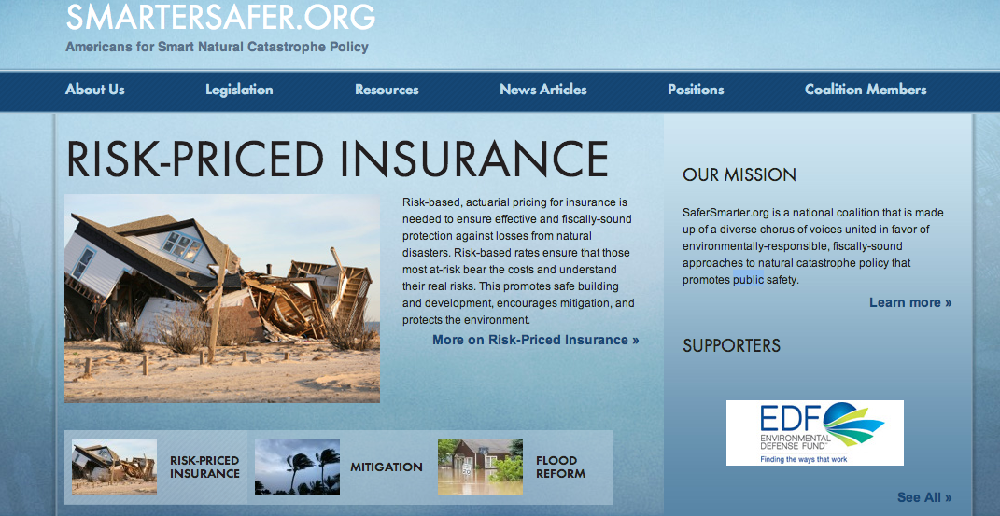 SMARTERSAFER.ORG
Americans for Smart Natural Catastrophe Policy
About Us
Legislation
Resources
News Articles
Positions
Coalition Members
RISK-PRICED INSURANCE
Risk-based, actuarial pricing for insurance is
needed to ensure effective and fiscally-sound
protection against losses from natural
disasters. Risk-based rates ensure that those
most at-risk bear the costs and understand
their real risks. This promotes safe building
and development, encourages mitigation, and
protects the environment.
More on Risk-Priced Insurance »
RISK-PRICED
INSURANCE
MITIGATION
FLOOD
REFORM
OUR MISSION
SaferSmarter.org is a national coalition that is made
up of a diverse chorus of voices united in favor of
environmentally-responsible, fiscally-sound
approaches to natural catastrophe policy that
promotes public safety.
Learn more »
SUPPORTERS
EDF
ENVIRONMENTAL
DEFENSE FUND™
Finding the ways that work
See All »